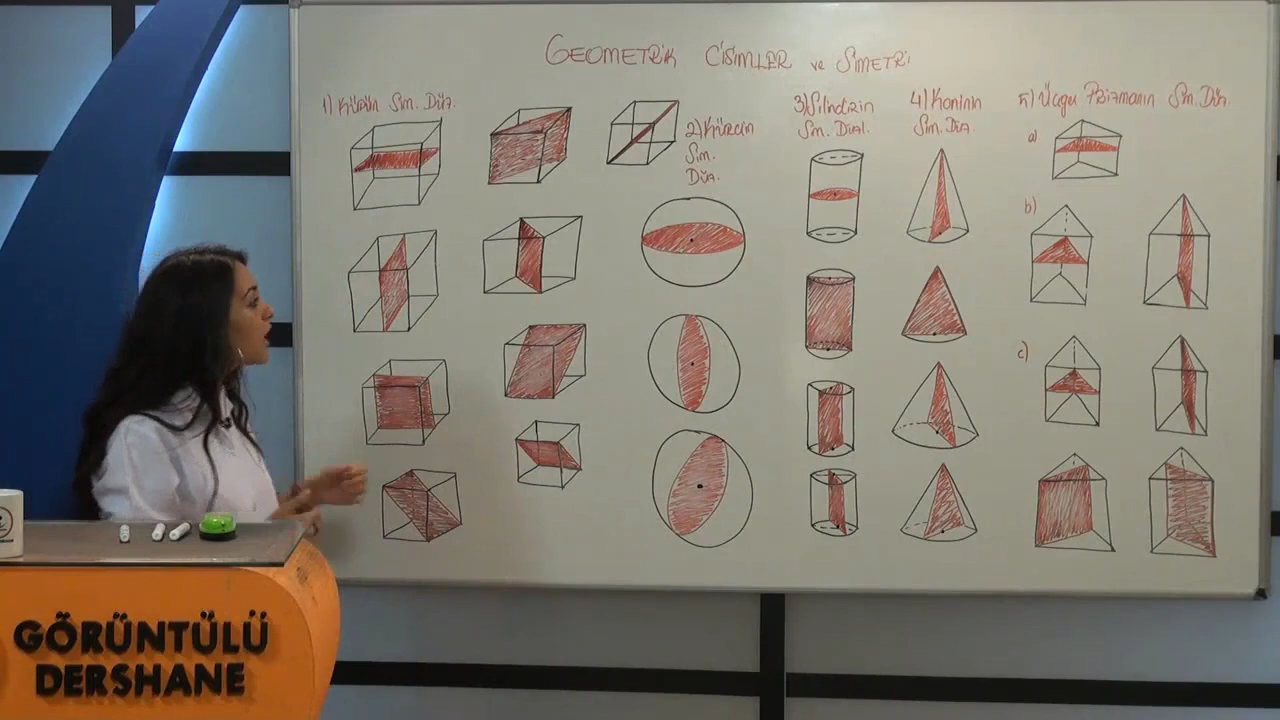 GEOMETRİK CİSİMLER ve SİMETRİ
1) Küpün Sim. Düz.
2) Kürenin
Sim.
Düz.
3) Silindirin
Sim. Düzl.
4) Koninin
Sim. Düz
5) Üçgen Prizmanın Sim. Düz.
a)
b)
c)
GÖRÜNTÜLÜ
DERSHANE